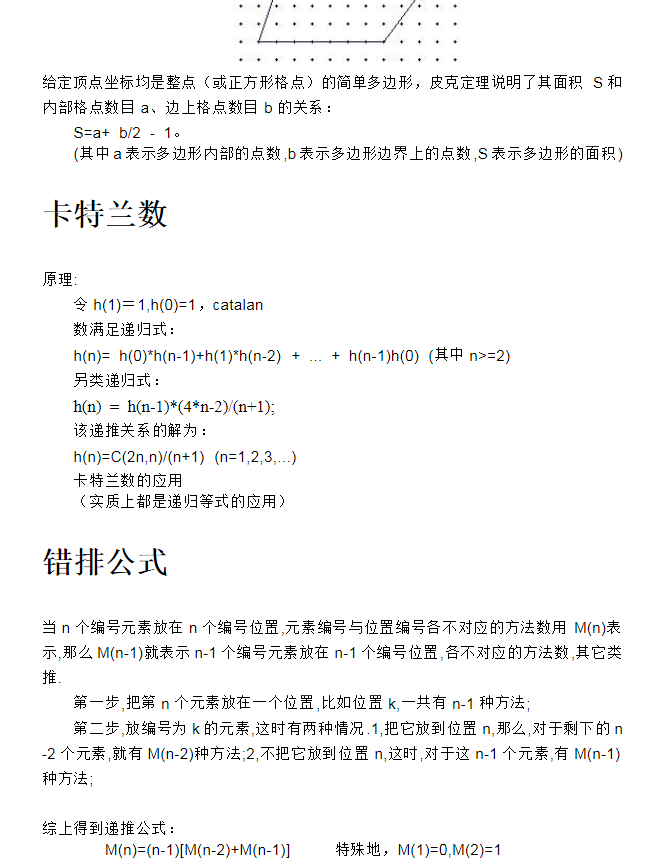 给定顶点坐标均是整点（或正方形格点）的简单多边形，皮克定理说明了其面积 S 和
内部格点数目 a、边上格点数目 b 的关系：
S=a+ b/2 - 1。
(其中 a 表示多边形内部的点数,b 表示多边形边界上的点数,S 表示多边形的面积)
卡特兰数
原理:
令 h(1)＝1,h(0)=1，catalan
数满足递归式：
h(n)= h(0)*h(n-1)+h(1)*h(n-2) + ... + h(n-1)h(0) (其中 n>=2)
另类递归式：
h(n) = h(n-1)*(4*n-2)/(n+1);
该递推关系的解为：
h(n)=C(2n,n)/(n+1) (n=1,2,3,...)
卡特兰数的应用
（实质上都是递归等式的应用）
错排公式
当 n 个编号元素放在 n 个编号位置,元素编号与位置编号各不对应的方法数用 M(n)表
示,那么 M(n-1)就表示 n-1 个编号元素放在 n-1 个编号位置,各不对应的方法数,其它类
推.
第一步,把第 n 个元素放在一个位置,比如位置 k,一共有 n-1 种方法;
第二步,放编号为 k 的元素,这时有两种情况.1,把它放到位置 n,那么,对于剩下的 n
-2 个元素,就有 M(n-2)种方法;2,不把它放到位置 n,这时,对于这 n-1 个元素,有 M(n-1)
种方法;
综上得到递推公式：
M(n)=(n-1)[M(n-2)+M(n-1)] 特殊地，M(1)=0,M(2)=1